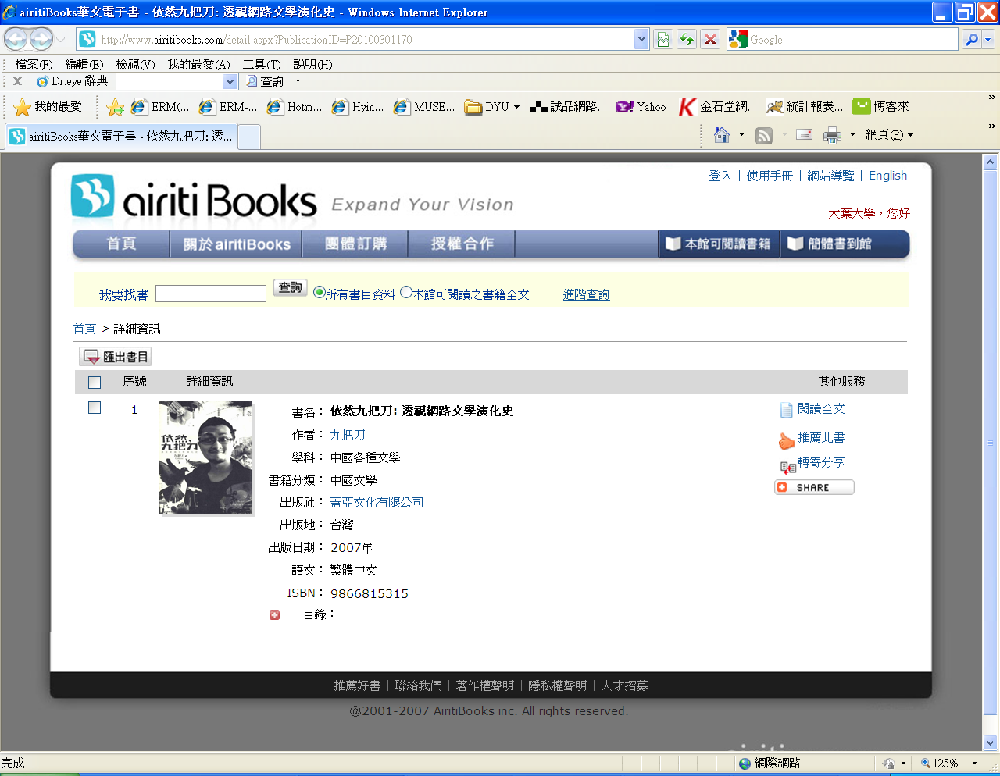 airitiBooks華文電子書 - 依然九把刀: 透視網路文學演化史 - Windows Internet Explorer
http://www.airitibooks.com/detail.aspx?PublicationID=P20100301170
Google
檔案(F) 編輯(E) 檢視(V) 我的最愛(A) 工具(T) 說明(H)
x Dr.eye 辭典 查詢
我的最愛 ERM(... ERM-... Hotm... Hyin... MUSE... DYU 誠品網路... Yahoo 金石堂網... 統計報表... 博客來 »
airitiBooks華文電子書 - 依然九把刀: 透... 網頁(P) »
登入 | 使用手冊 | 網站導覽 | English
airiti Books Expand Your Vision
大葉大學，您好
首頁 關於airitiBooks 團體訂購 授權合作 本館可閱讀書籍 簡體書到館
我要找書 查詢 所有書目資料 本館可閱讀之書籍全文 進階查詢
首頁 > 詳細資訊
匯出書目
序號 詳細資訊 其他服務
1
依然，九把刀
書名： 依然九把刀: 透視網路文學演化史
作者： 九把刀
學科： 中國各種文學
書籍分類： 中國文學
出版社： 蓋亞文化有限公司
出版地： 台灣
出版日期： 2007年
語文： 繁體中文
ISBN： 9866815315
目錄：
閱讀全文
推薦此書
轉寄分享
SHARE
推薦好書 | 聯絡我們 | 著作權聲明 | 隱私權聲明 | 人才招募
@2001-2007 AiritiBooks inc. All rights reserved.
完成 網際網路 125%